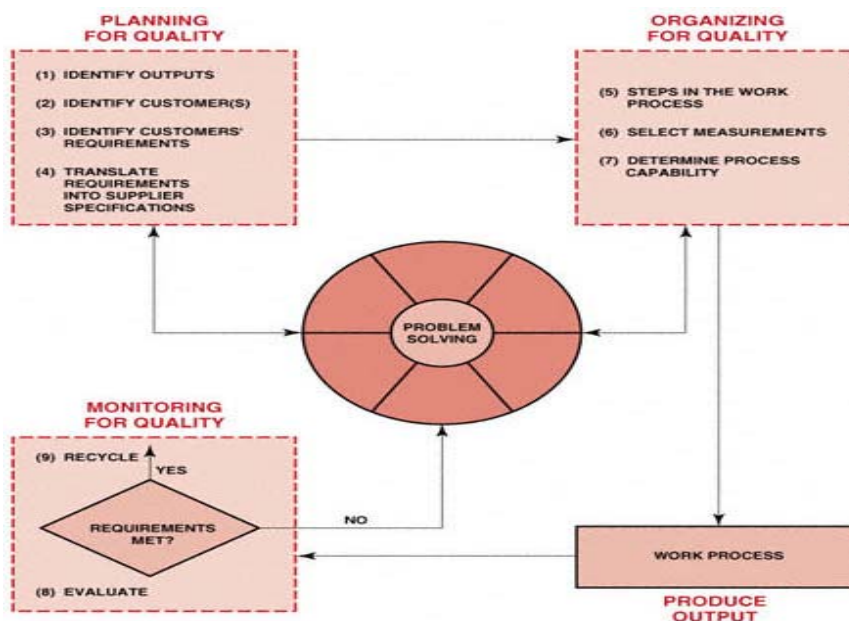 PLANNING
FOR QUALITY
(1) IDENTIFY OUTPUTS
(2) IDENTIFY CUSTOMER(S)
(3) IDENTIFY CUSTOMERS'
REQUIREMENTS
(4) TRANSLATE
REQUIREMENTS
INTO SUPPLIER
SPECIFICATIONS
ORGANIZING
FOR QUALITY
(5) STEPS IN THE WORK
PROCESS
(6) SELECT MEASUREMENTS
(7) DETERMINE PROCESS
CAPABILITY
PROBLEM
SOLVING
MONITORING
FOR QUALITY
(9) RECYCLE
YES
REQUIREMENTS
MET?
NO
(8) EVALUATE
WORK PROCESS
PRODUCE
OUTPUT